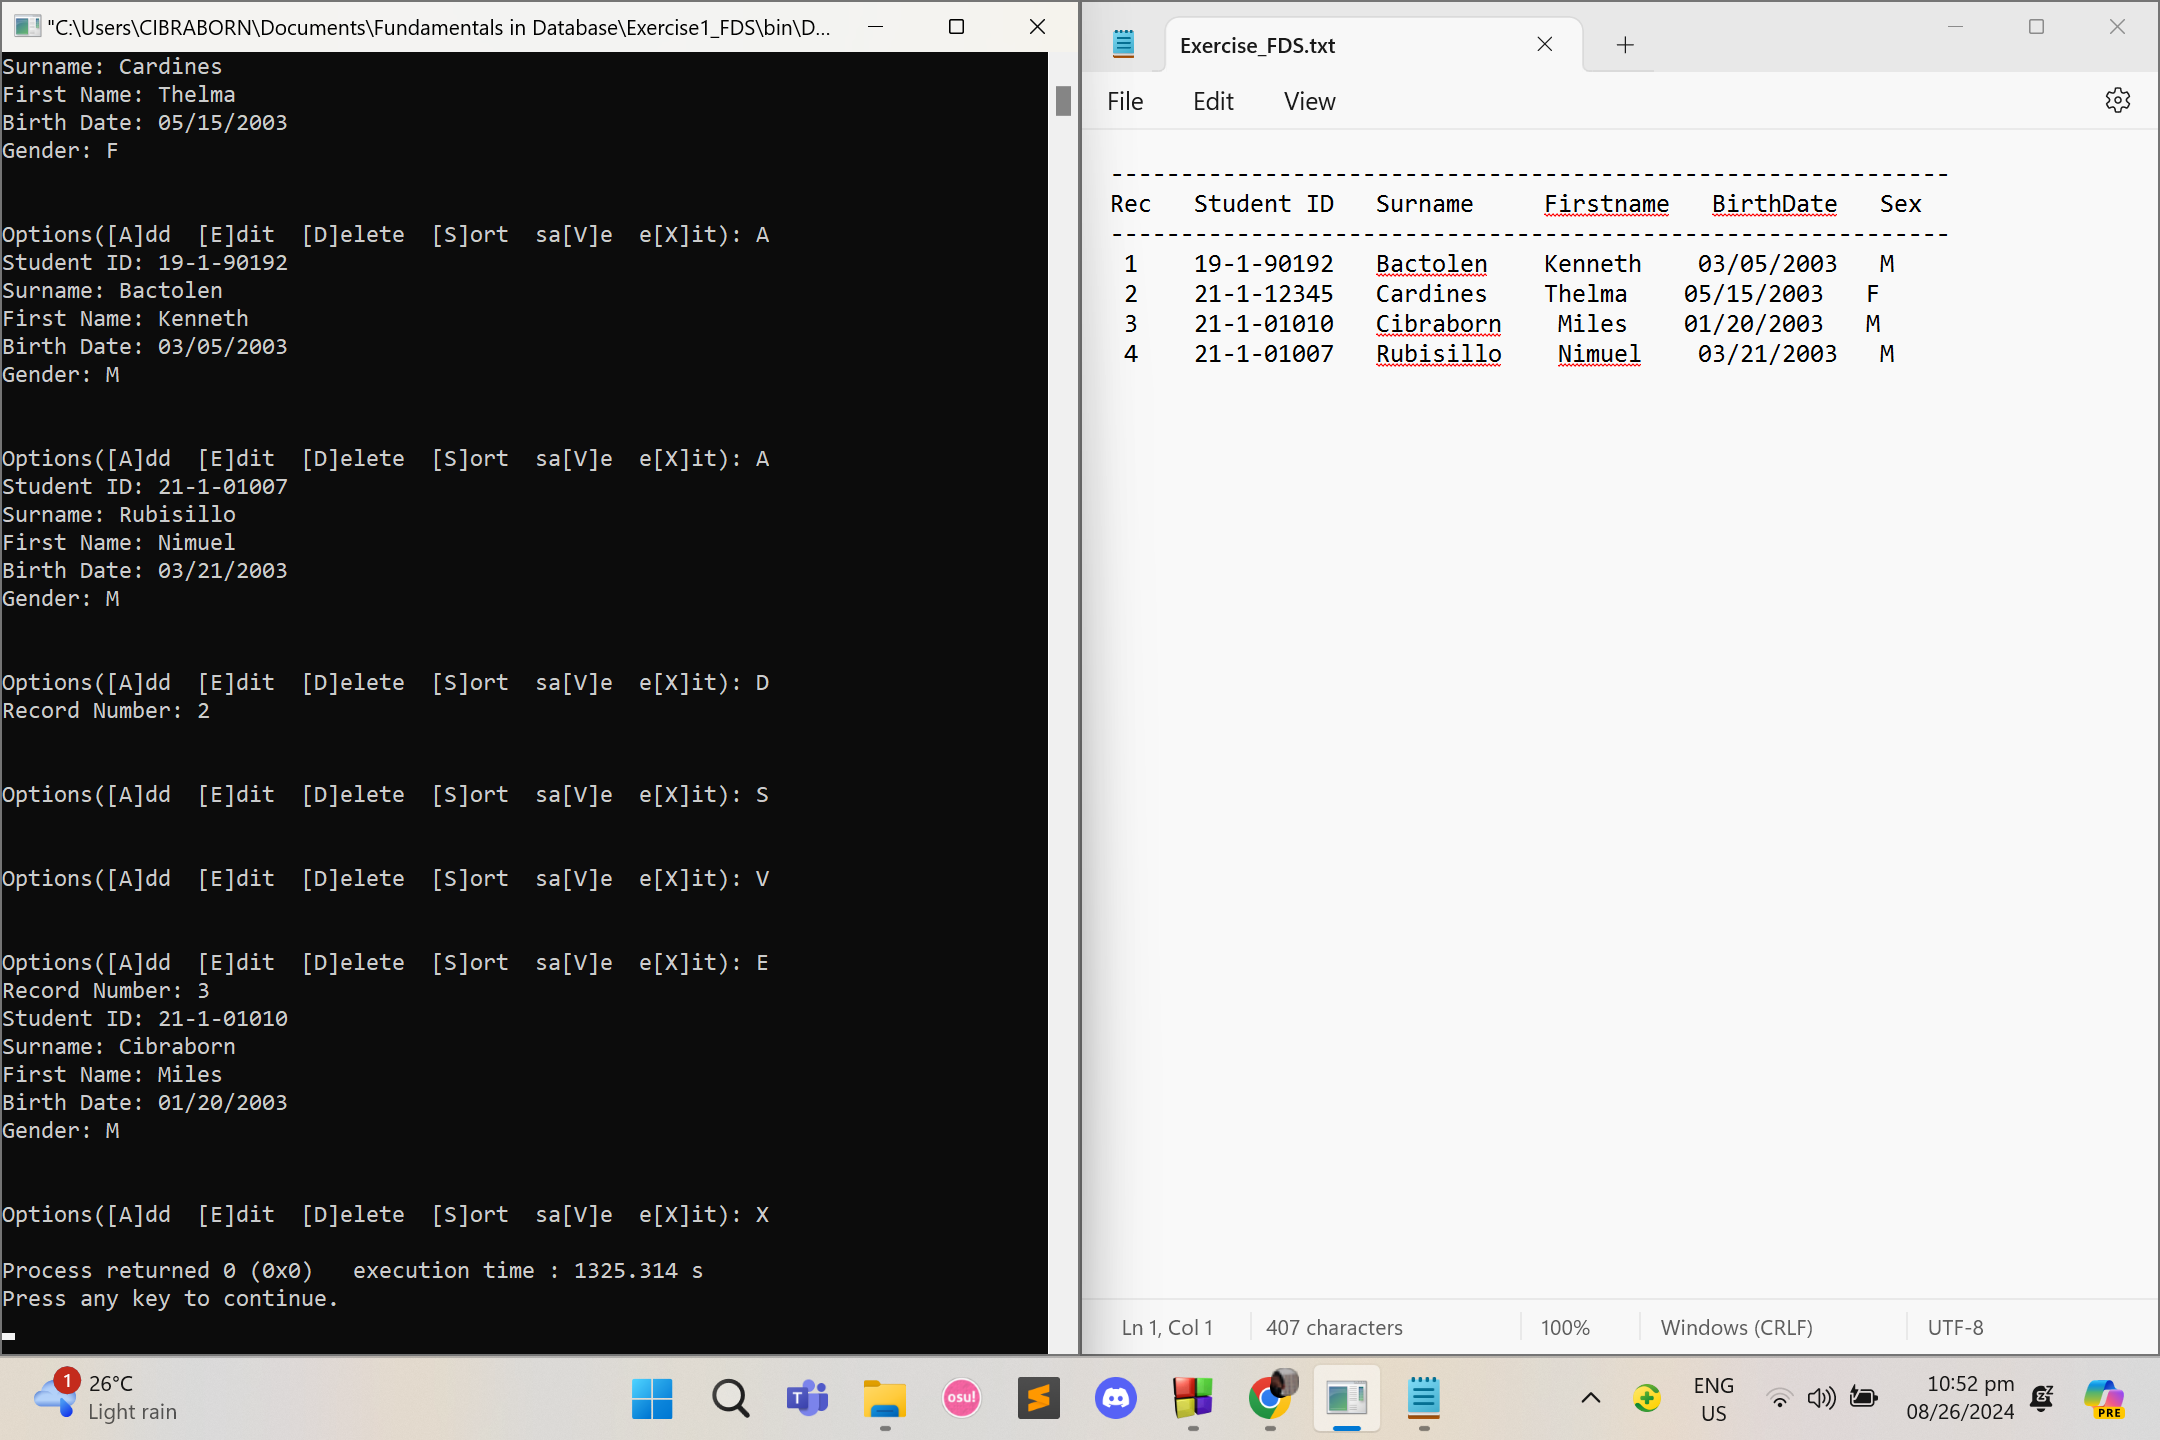 "C:\Users\CIBRABORN\Documents\Fundamentals in Database\Exercise1_FDS\bin\D...
Surname: Cardines
First Name: Thelma
Birth Date: 05/15/2003
Gender: F
Options([A]dd  [E]dit  [D]elete  [S]ort  sa[V]e  e[X]it): A
Student ID: 19-1-90192
Surname: Bactolen
First Name: Kenneth
Birth Date: 03/05/2003
Gender: M
Options([A]dd  [E]dit  [D]elete  [S]ort  sa[V]e  e[X]it): A
Student ID: 21-1-01007
Surname: Rubisillo
First Name: Nimuel
Birth Date: 03/21/2003
Gender: M
Options([A]dd  [E]dit  [D]elete  [S]ort  sa[V]e  e[X]it): D
Record Number: 2
Options([A]dd  [E]dit  [D]elete  [S]ort  sa[V]e  e[X]it): S
Options([A]dd  [E]dit  [D]elete  [S]ort  sa[V]e  e[X]it): V
Options([A]dd  [E]dit  [D]elete  [S]ort  sa[V]e  e[X]it): E
Record Number: 3
Student ID: 21-1-01010
Surname: Cibraborn
First Name: Miles
Birth Date: 01/20/2003
Gender: M
Options([A]dd  [E]dit  [D]elete  [S]ort  sa[V]e  e[X]it): X
Process returned 0 (0x0)   execution time : 1325.314 s
Press any key to continue.
Exercise_FDS.txt
File Edit View
------------------------------------------------------------
Rec   Student ID   Surname     Firstname   BirthDate   Sex
------------------------------------------------------------
 1    19-1-90192   Bactolen    Kenneth    03/05/2003   M
 2    21-1-12345   Cardines    Thelma    05/15/2003   F
 3    21-1-01010   Cibraborn    Miles    01/20/2003   M
 4    21-1-01007   Rubisillo    Nimuel    03/21/2003   M
Ln 1, Col 1 407 characters 100% Windows (CRLF) UTF-8
1
26°C
Light rain
T
osu!
ENG
US
10:52 pm
08/26/2024
PRE